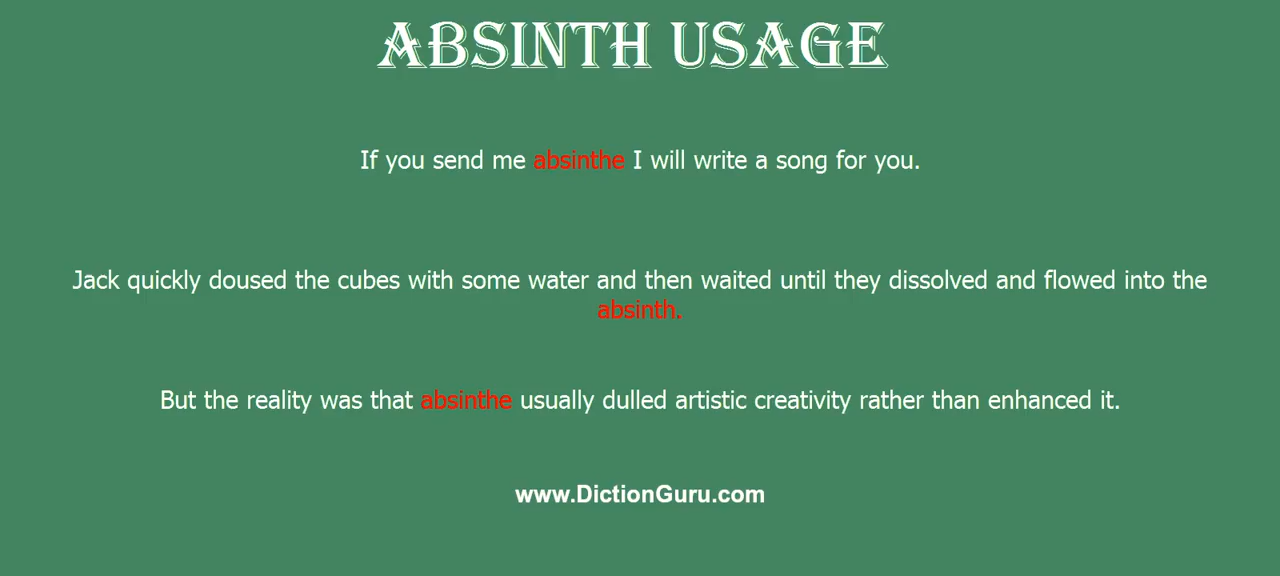 ABSINTH USAGE
If you send me absinthe I will write a song for you.
Jack quickly doused the cubes with some water and then waited until they dissolved and flowed into the
absinth.
But the reality was that absinthe usually dulled artistic creativity rather than enhanced it.
www.DictionGuru.com